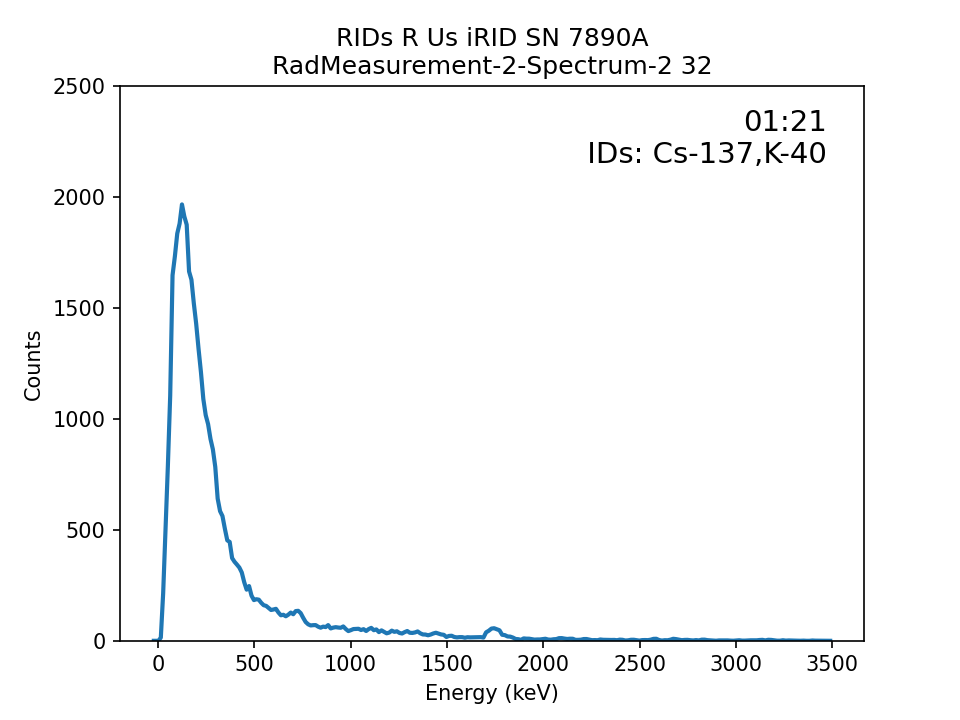 RIDs R Us iRID SN 7890A
RadMeasurement-2-Spectrum-2 32
2500
01:21
IDs: Cs-137,K-40
2000
1500
Counts
1000
500
0
0 500 1000 1500 2000 2500 3000 3500
Energy (keV)